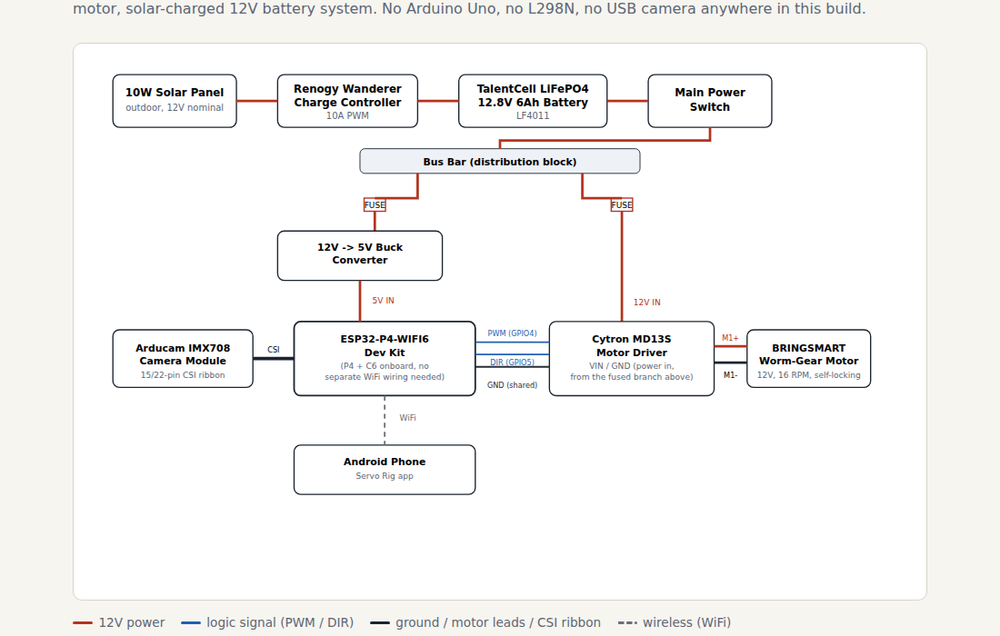 motor, solar-charged 12V battery system. No Arduino Uno, no L298N, no USB camera anywhere in this build.
10W Solar Panel
outdoor, 12V nominal
Renogy Wanderer
Charge Controller
10A PWM
TalentCell LiFePO4
12.8V 6Ah Battery
LF4011
Main Power
Switch
Bus Bar (distribution block)
FUSE
FUSE
12V -> 5V Buck
Converter
5V IN
12V IN
Arducam IMX708
Camera Module
15/22-pin CSI ribbon
CSI
ESP32-P4-WIFI6
Dev Kit
(P4 + C6 onboard, no
separate WiFi wiring needed)
PWM (GPIO4)
DIR (GPIO5)
GND (shared)
Cytron MD13S
Motor Driver
VIN / GND (power in,
from the fused branch above)
M1+
M1-
BRINGSMART
Worm-Gear Motor
12V, 16 RPM, self-locking
WiFi
Android Phone
Servo Rig app
12V power
logic signal (PWM / DIR)
ground / motor leads / CSI ribbon
wireless (WiFi)